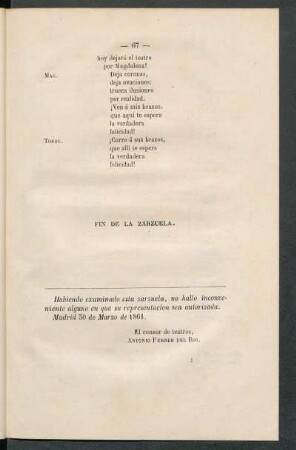 — 67 —
hoy dejará el teatro
por Magdalena!
MAG. Deja coronas,
deja ovaciones:
trueca ilusiones
por realidad.
¡Ven á mis brazos,
que aquí te espera
la verdadera
felicidad!
TODOS. ¡Corre á sus brazos,
que allí te espera
la verdadera
felicidad!
FIN DE LA ZARZUELA.
Habiendo examinado esta zarzuela, no hallo inconve-
niente alguno en que su representacion sea autorizada.
Madrid 30 de Marzo de 1861.
El censor de teatros,
ANTONIO FERRER DEL RIO.